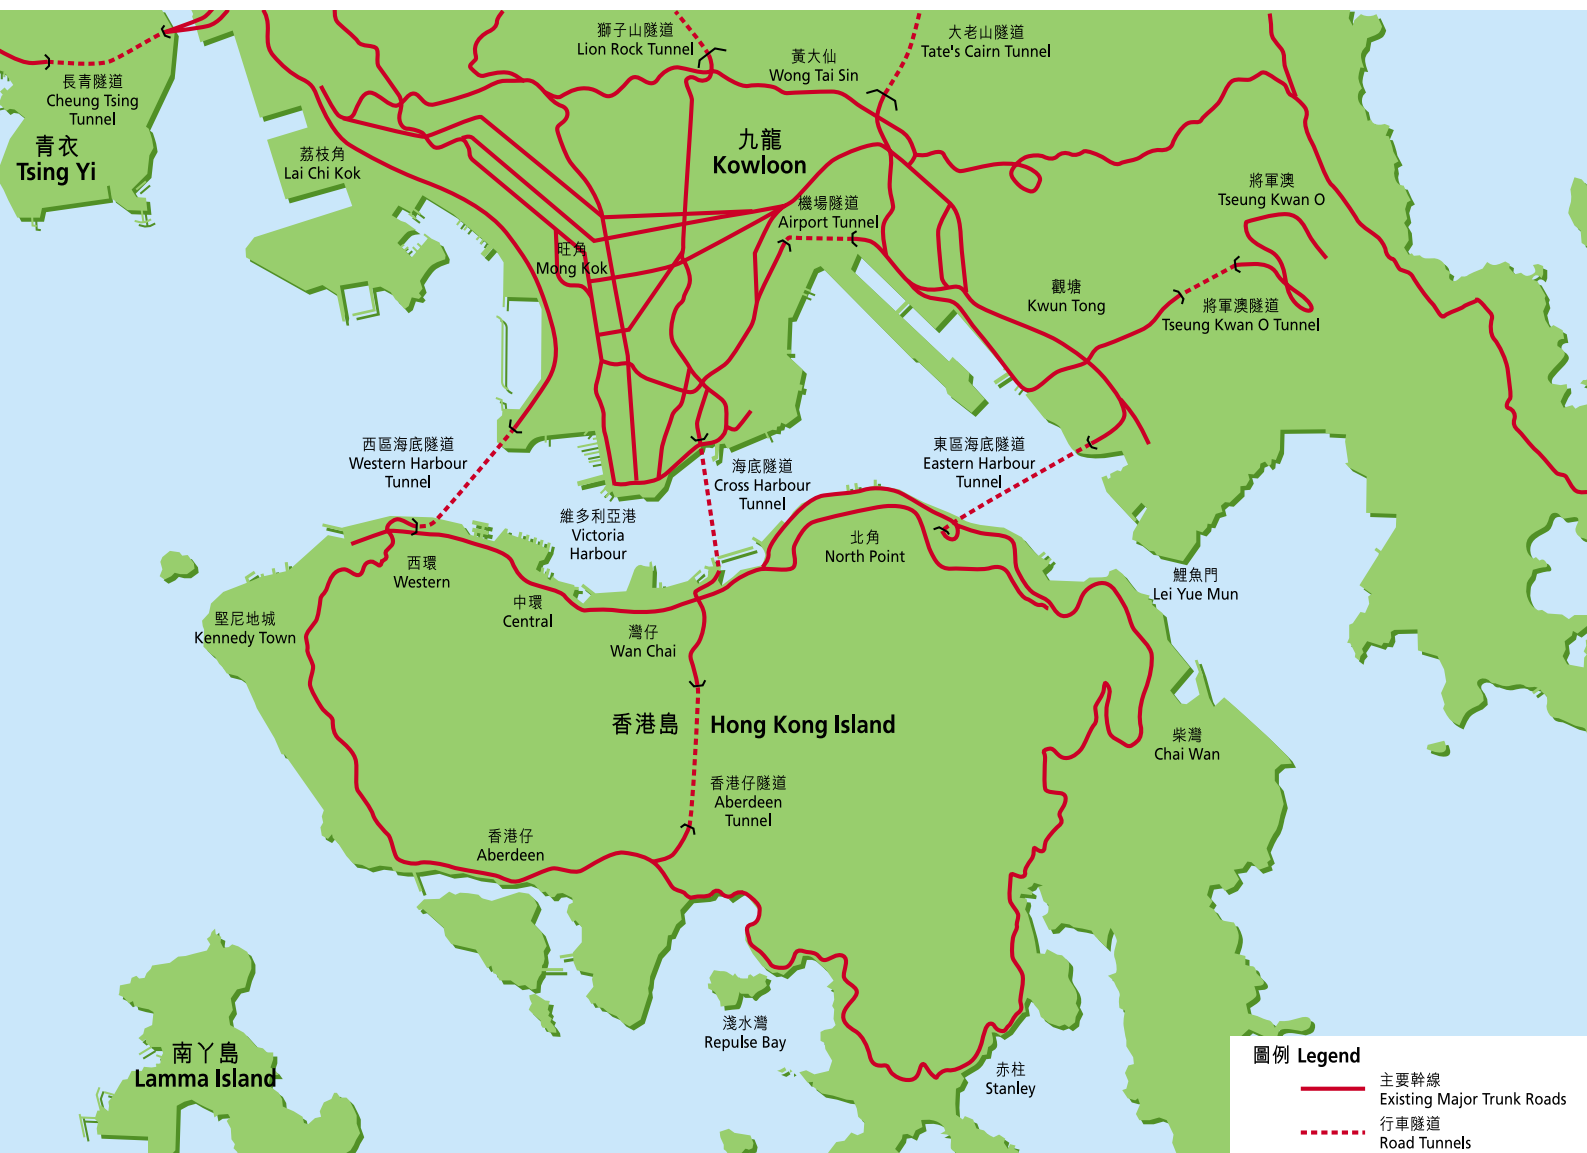 獅子山隧道
Lion Rock Tunnel
大老山隧道
Tate's Cairn Tunnel
黃大仙
Wong Tai Sin
長青隧道
Cheung Tsing
Tunnel
青衣
Tsing Yi
荔枝角
Lai Chi Kok
九龍
Kowloon
將軍澳
Tseung Kwan O
機場隧道
Airport Tunnel
旺角
Mong Kok
觀塘
Kwun Tong
將軍澳隧道
Tseung Kwan O Tunnel
西區海底隧道
Western Harbour
Tunnel
海底隧道
Cross Harbour
Tunnel
東區海底隧道
Eastern Harbour
Tunnel
維多利亞港
Victoria
Harbour
北角
North Point
西環
Western
鯉魚門
Lei Yue Mun
中環
Central
堅尼地城
Kennedy Town
灣仔
Wan Chai
香港島 Hong Kong Island
柴灣
Chai Wan
香港仔隧道
Aberdeen
Tunnel
香港仔
Aberdeen
淺水灣
Repulse Bay
南丫島
Lamma Island
赤柱
Stanley
圖例 Legend
主要幹線
Existing Major Trunk Roads
行車隧道
Road Tunnels